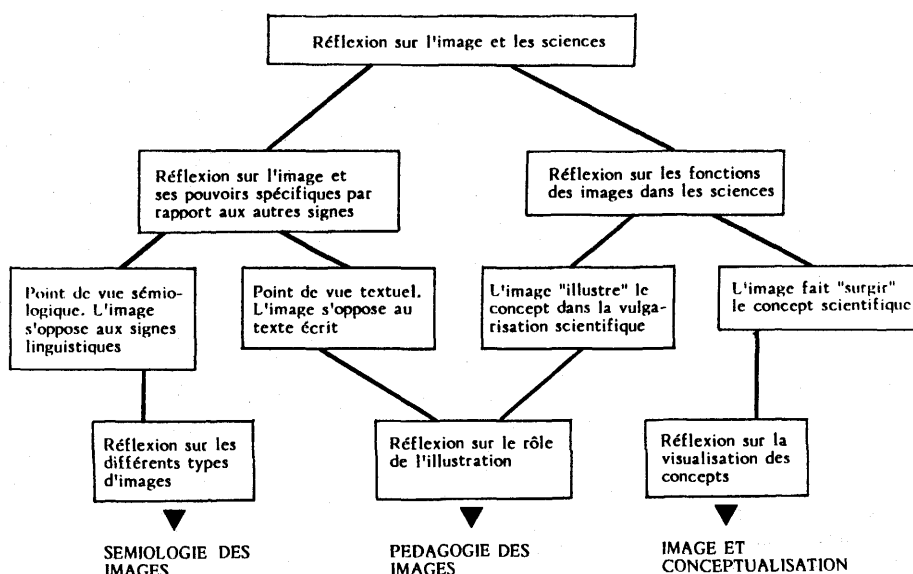 Réflexion sur l'image et les sciences
Réflexion sur l'image et
ses pouvoirs spécifiques par
rapport aux autres signes
Réflexion sur les fonctions
des images dans les sciences
Point de vue sémio-
logique. L'image
s'oppose aux signes
linguistiques
Point de vue textuel.
L'image s'oppose au
texte écrit
L'image "illustre" le
concept dans la vulga-
risation scientifique
L'image fait "surgir"
le concept scientifique
Réflexion sur les
différents types
d'images
Réflexion sur le rôle
de l'illustration
Réflexion sur la
visualisation des
concepts
SEMIOLOGIE DES
IMAGES
PEDAGOGIE DES
IMAGES
IMAGE ET
CONCEPTUALISATION